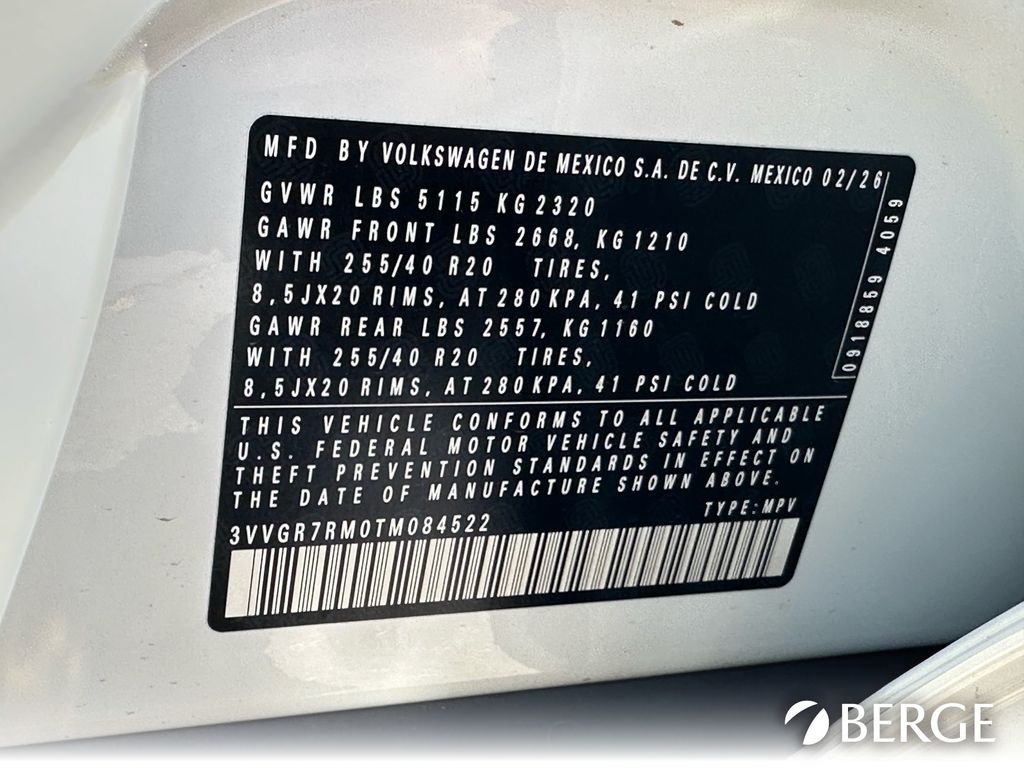 MFD BY VOLKSWAGEN DE MEXICO S.A. DE C.V. MEXICO 02/26
GVWR LBS 5115 KG 2320
GAWR FRONT LBS 2668, KG 1210
WITH 255/40 R20 TIRES,
8,5JX20 RIMS, AT 280 KPA, 41 PSI COLD
GAWR REAR LBS 2557, KG 1160
WITH 255/40 R20 TIRES,
8,5JX20 RIMS, AT 280 KPA, 41 PSI COLD
0918859 4059
THIS VEHICLE CONFORMS TO ALL APPLICABLE
U.S. FEDERAL MOTOR VEHICLE SAFETY AND
THEFT PREVENTION STANDARDS IN EFFECT ON
THE DATE OF MANUFACTURE SHOWN ABOVE.
TYPE: MPV
3VVGR7RM0TM084522
BERGE